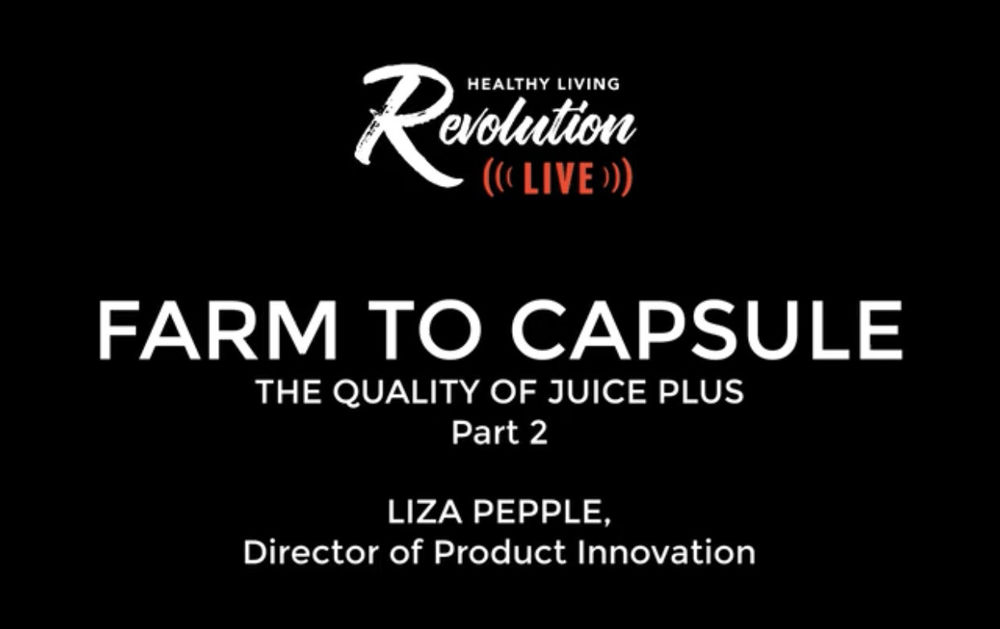 HEALTHY LIVING
Revolution
LIVE
FARM TO CAPSULE
THE QUALITY OF JUICE PLUS
Part 2
LIZA PEPPLE,
Director of Product Innovation